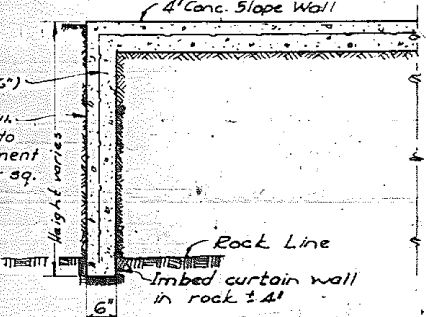 4" Conc. Slope Wall
6")
to
ment
sq.
Height varies
Rock Line
Imbed curtain wall
in rock ± 4"
6"